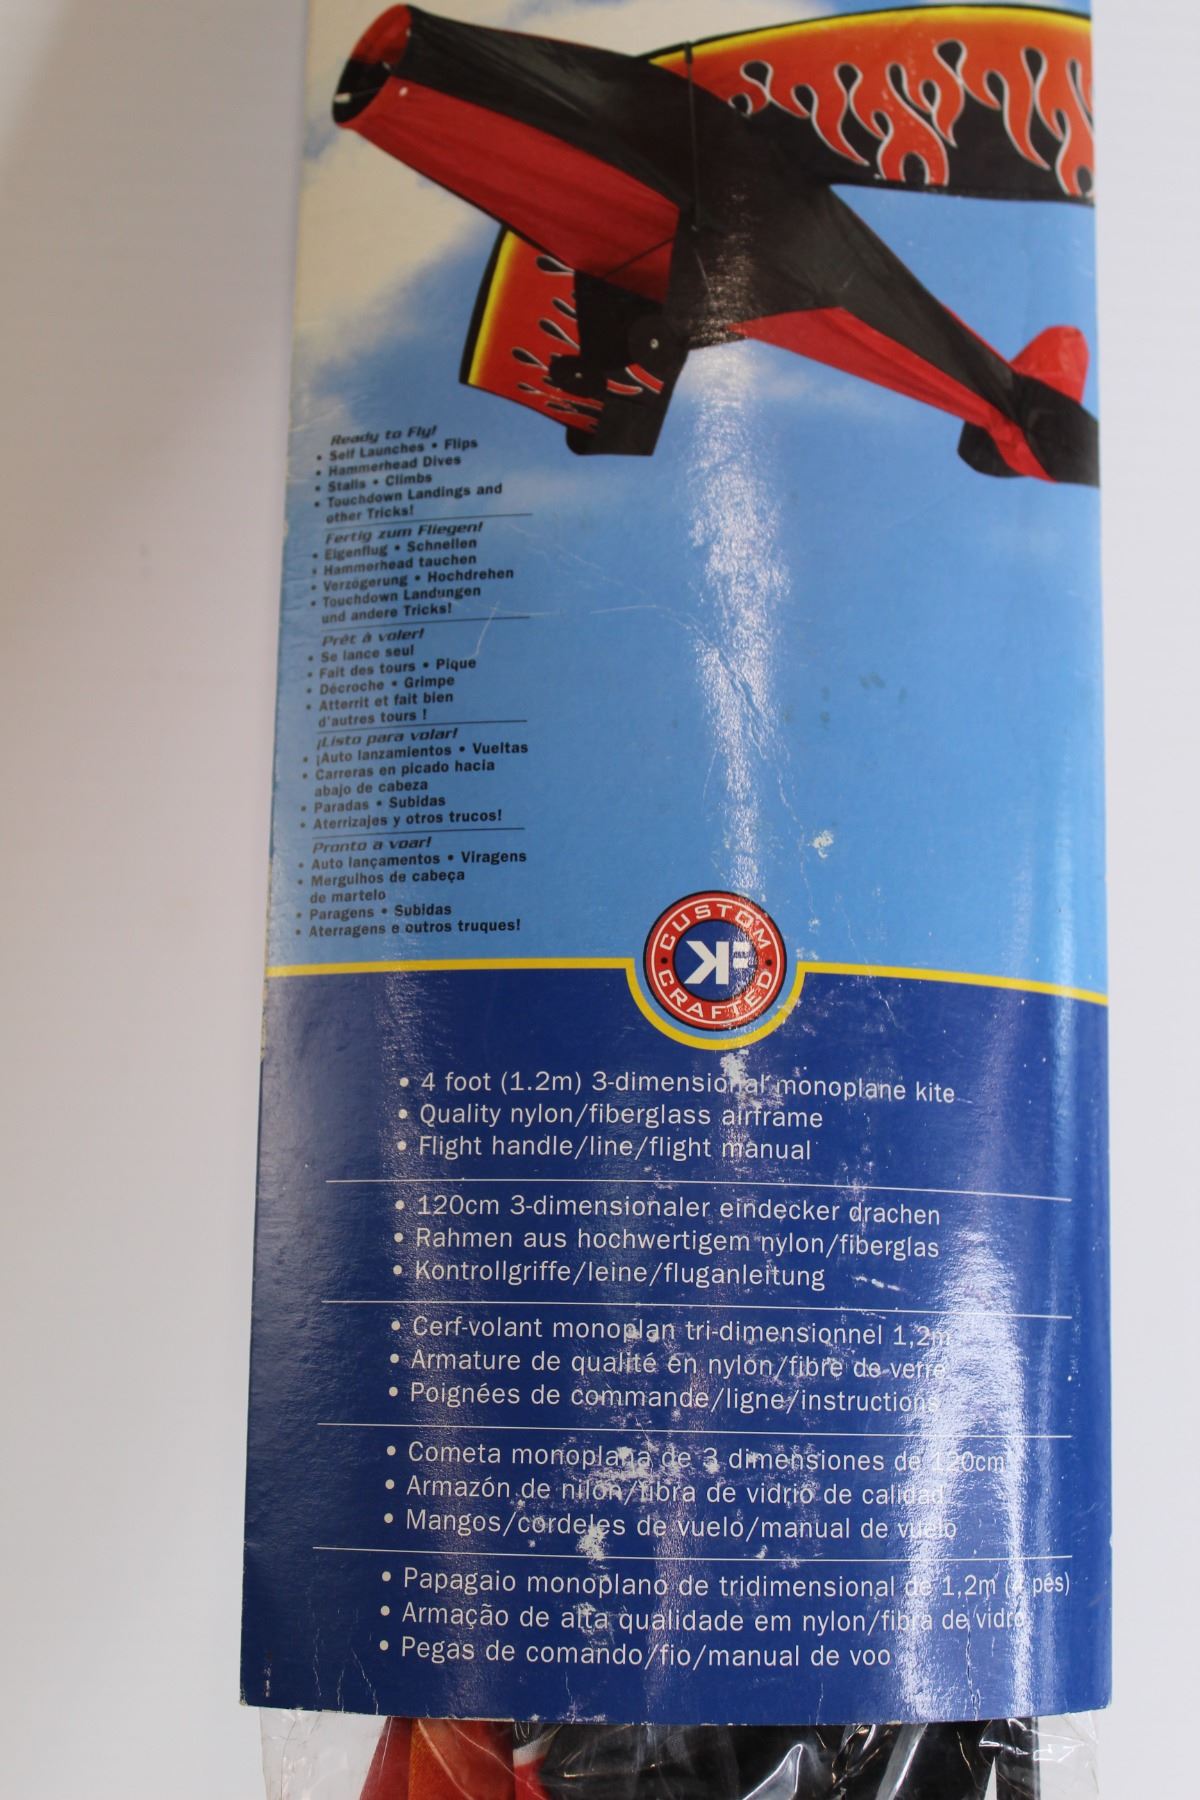 Ready to Fly!
• Self Launches • Flips
• Hammerhead Dives
• Stalls • Climbs
• Touchdown Landings and
other Tricks!
Fertig zum Fliegen!
• Eigenflug • Schnellen
• Hammerhead tauchen
• Verzögerung • Hochdrehen
• Touchdown Landungen
und andere Tricks!
Prêt à voler!
• Se lance seul
• Fait des tours • Pique
• Décroche • Grimpe
• Atterrit et fait bien
d'autres tours !
¡Listo para volar!
• ¡Auto lanzamientos • Vueltas
• Carreras en picado hacia
abajo de cabeza
• Paradas • Subidas
• Aterrizajes y otros trucos!
Pronto a voar!
• Auto lançamentos • Viragens
• Mergulhos de cabeça
de martelo
• Paragens • Subidas
• Aterragens e outros truques!
CUSTOM
CRAFTED
• 4 foot (1.2m) 3-dimensional monoplane kite
• Quality nylon/fiberglass airframe
• Flight handle/line/flight manual
• 120cm 3-dimensionaler eindecker drachen
• Rahmen aus hochwertigem nylon/fiberglas
• Kontrollgriffe/leine/fluganleitung
• Cerf-volant monoplan tri-dimensionnel 1,2m
• Armature de qualité en nylon/fibre de verre
• Poignées de commande/ligne/instructions
• Cometa monoplana de 3 dimensiones de 120cm
• Armazón de nilón/fibra de vidrio de calidad
• Mangos/cordeles de vuelo/manual de vuelo
• Papagaio monoplano de tridimensional de 1,2m (4 pés)
• Armação de alta qualidade em nylon/fibra de vidro
• Pegas de comando/fio/manual de voo